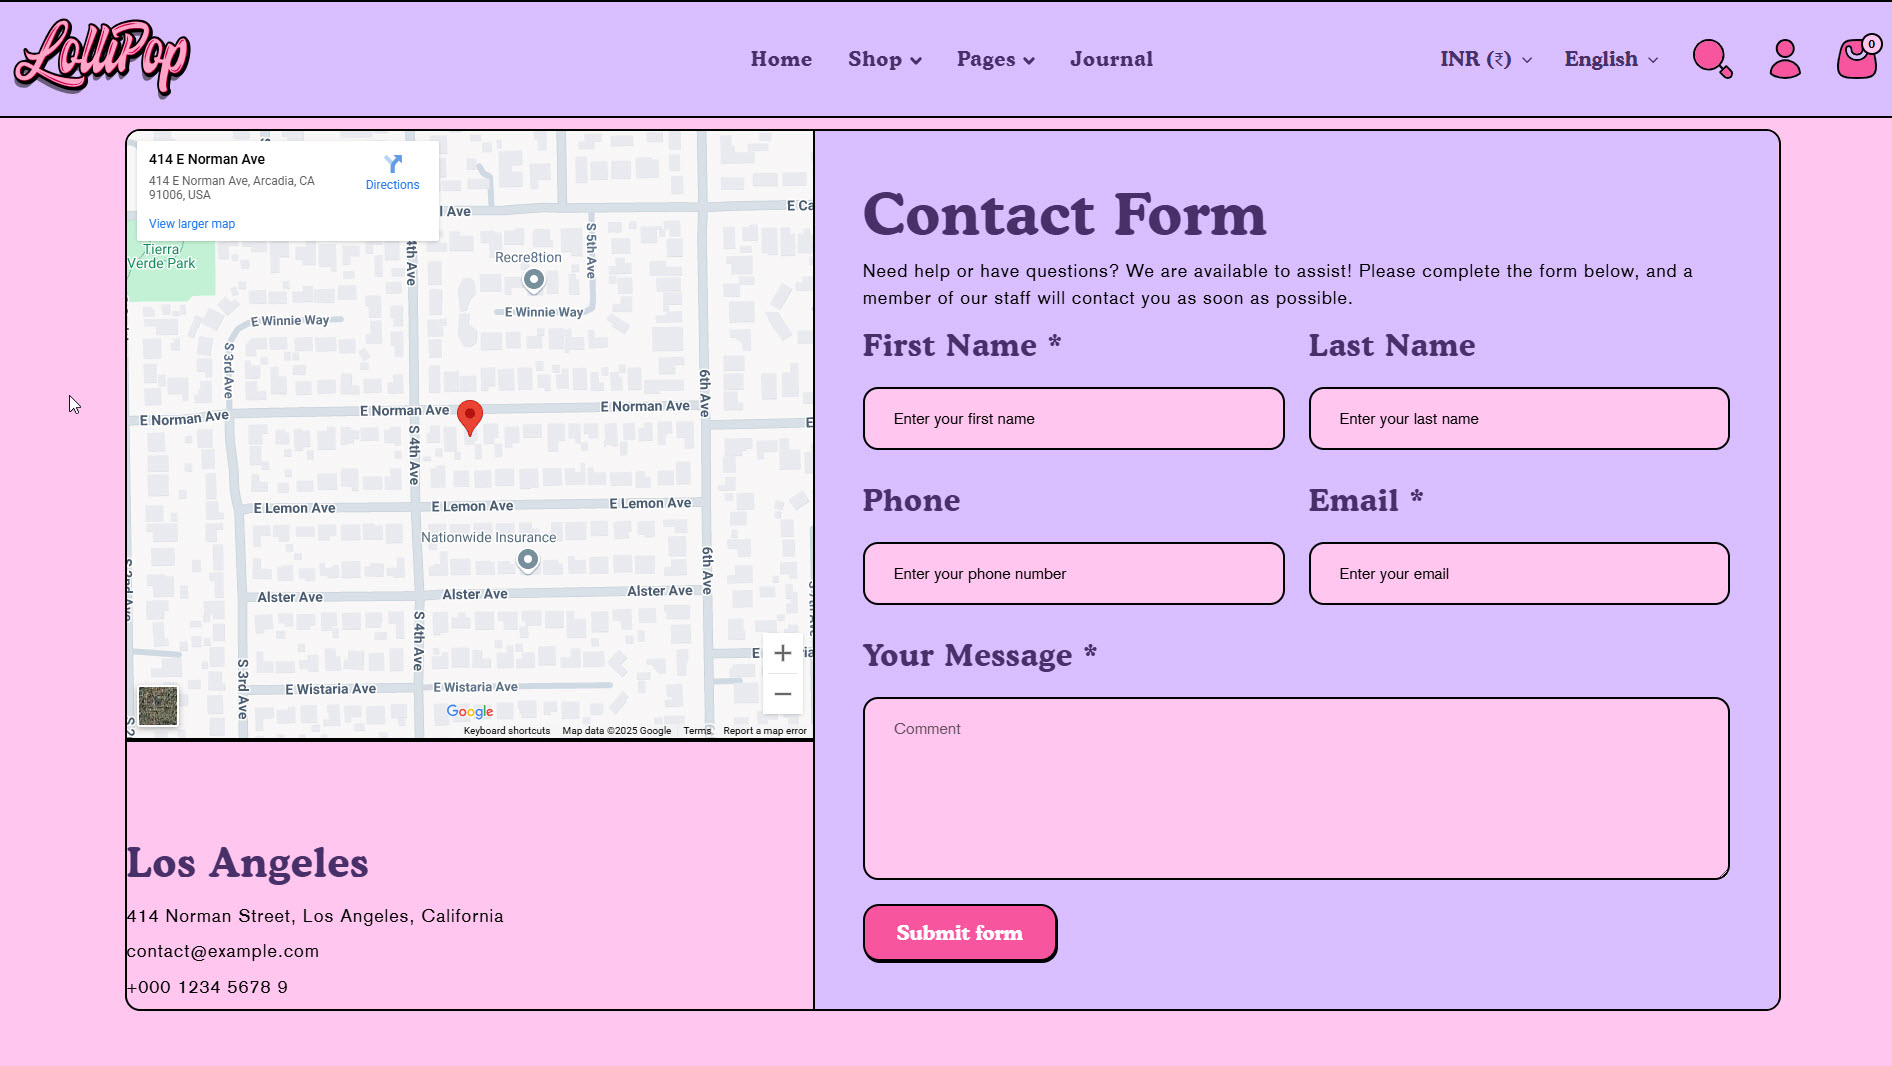 LolliPop
Home
Shop
Pages
Journal
INR (₹)
English
0
414 E Norman Ave
414 E Norman Ave, Arcadia, CA
91006, USA
View larger map
Directions
l Ave
E Ca
Tierra
Verde Park
4th Ave
S 5th Ave
Recre8tion
E Winnie Way
E Winnie Way
S 3rd Ave
6th Ave
E Norman Ave
E Norman Ave
E Norman Ave
S 4th Ave
E Lemon Ave
E Lemon Ave
E Lemon Ave
Nationwide Insurance
6th Ave
Alster Ave
Alster Ave
Alster Ave
S 4th Ave
S 3rd Ave
E Wistaria Ave
E Wistaria Ave
Google
Keyboard shortcuts
Map data ©2025 Google
Terms
Report a map error
Los Angeles
414 Norman Street, Los Angeles, California
contact@example.com
+000 1234 5678 9
Contact Form
Need help or have questions? We are available to assist! Please complete the form below, and a
member of our staff will contact you as soon as possible.
First Name *
Last Name
Enter your first name
Enter your last name
Phone
Email *
Enter your phone number
Enter your email
Your Message *
Comment
Submit form